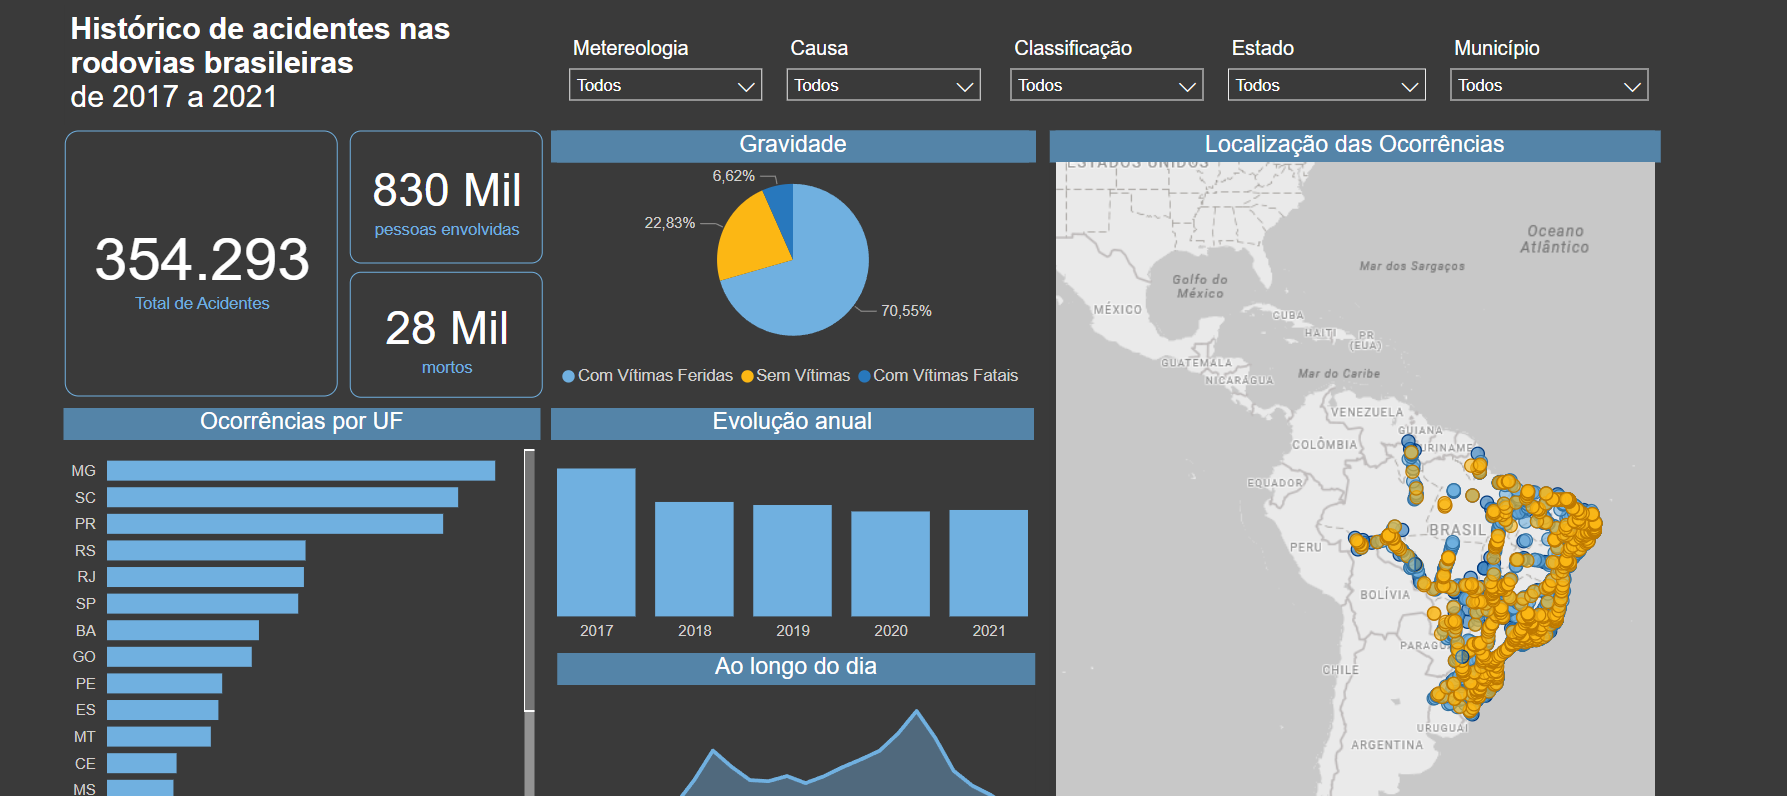 Histórico de acidentes nas
rodovias brasileiras
de 2017 a 2021
Metereologia
Todos
Causa
Todos
Classificação
Todos
Estado
Todos
Município
Todos
354.293
Total de Acidentes
830 Mil
pessoas envolvidas
28 Mil
mortos
Gravidade
6,62%
22,83%
70,55%
Com Vítimas Feridas
Sem Vítimas
Com Vítimas Fatais
Ocorrências por UF
MG
SC
PR
RS
RJ
SP
BA
GO
PE
ES
MT
CE
MS
Evolução anual
2017
2018
2019
2020
2021
Ao longo do dia
Localização das Ocorrências
ESTADOS UNIDOS
Oceano
Atlântico
Mar dos Sargaços
Golfo do
México
MÉXICO
CUBA
HAITI
PR
(EUA)
GUATEMALA
Mar do Caribe
NICARÁGUA
VENEZUELA
GUIANA
COLÔMBIA
URINAME
EQUADOR
BRASIL
PERU
BOLÍVIA
PARAGU
CHILE
URUGUAI
ARGENTINA